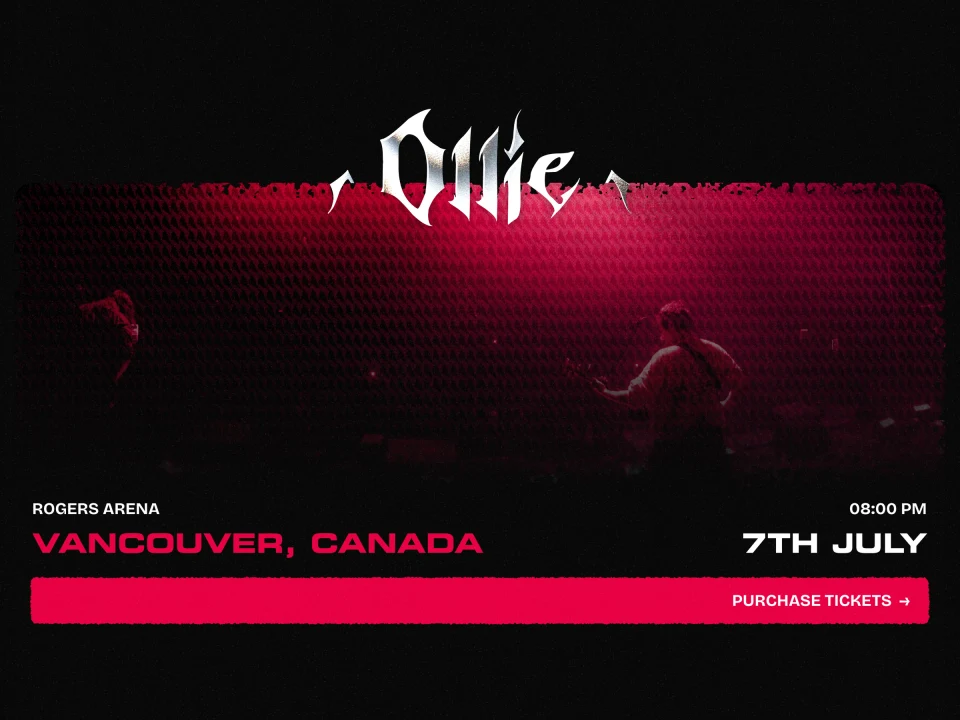 Ollie
ROGERS ARENA
08:00 PM
VANCOUVER, CANADA
7TH JULY
PURCHASE TICKETS →